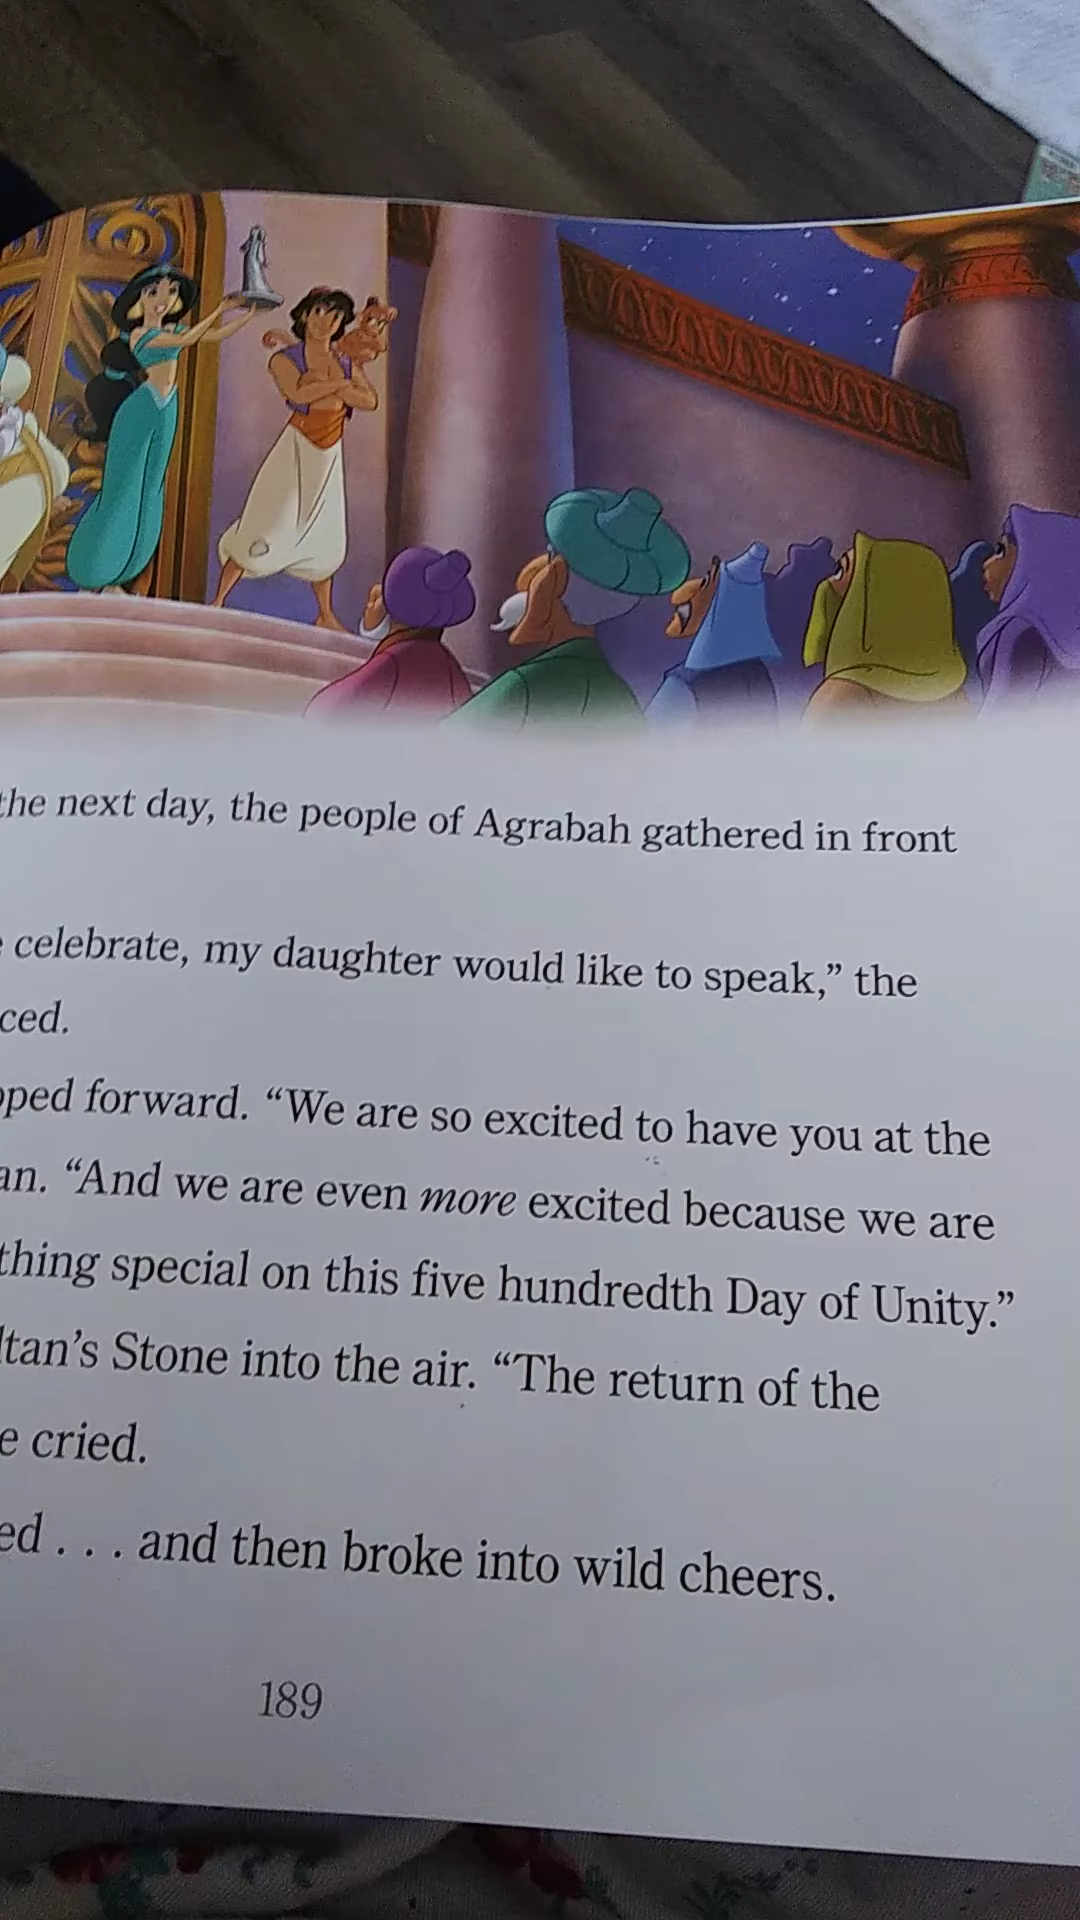 the next day, the people of Agrabah gathered in front
celebrate, my daughter would like to speak,” the
ced.
pped forward. “We are so excited to have you at the
an. “And we are even more excited because we are
thing special on this five hundredth Day of Unity.”
ltan’s Stone into the air. “The return of the
e cried.
ed . . . and then broke into wild cheers.
189